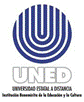 UNED
UNIVERSIDAD ESTATAL A DISTANCIA
Institución Benemérita de la Educación y la Cultura